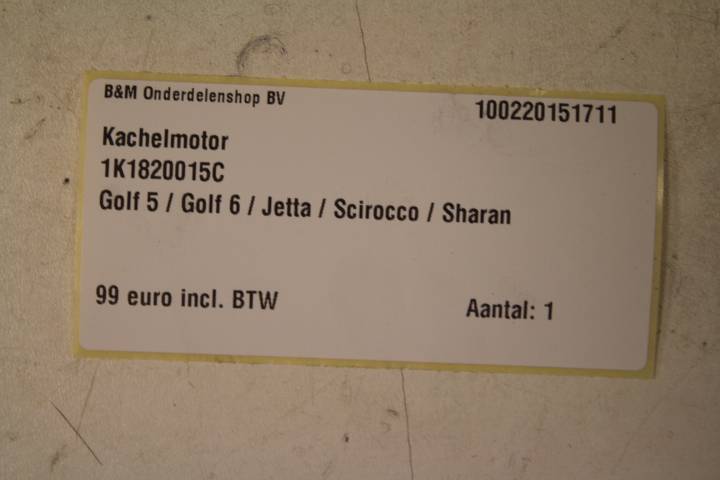 B&M Onderdelenshop BV
100220151711
Kachelmotor
1K1820015C
Golf 5 / Golf 6 / Jetta / Scirocco / Sharan
99 euro incl. BTW
Aantal: 1